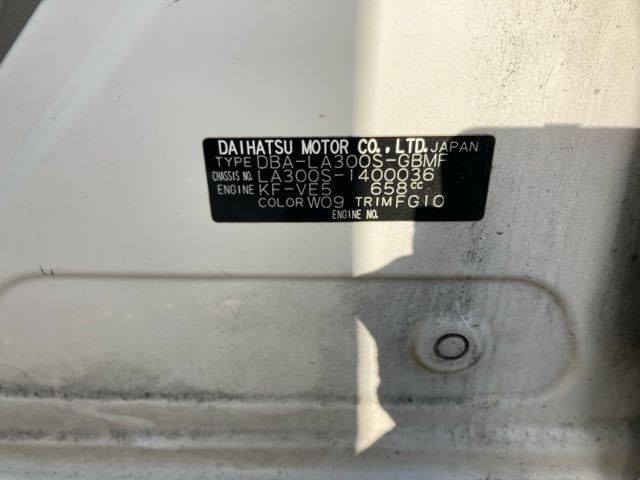 DAIHATSU MOTOR CO.,LTD. JAPAN
TYPE DBA-LA300S-GBMF
CHASSIS NO. LA300S-1400036
ENGINE KF-VE5 658cc
COLOR W09 TRIM FG10
ENGINE NO.